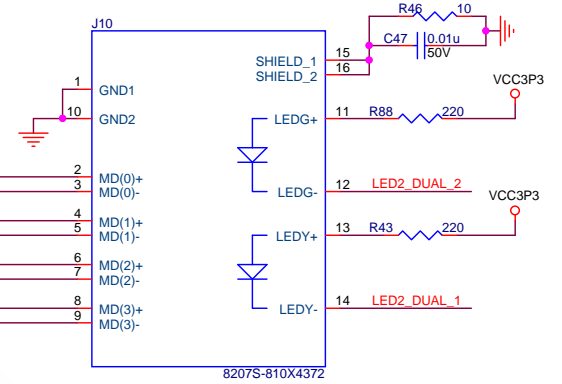 J10
R46 10
C47 0.01u
50V
SHIELD_1 15
SHIELD_2 16
VCC3P3
1 GND1
10 GND2
LEDG+ 11 R88 220
2 MD(0)+
3 MD(0)-
LEDG- 12 LED2_DUAL_2
VCC3P3
4 MD(1)+
5 MD(1)-
LEDY+ 13 R43 220
6 MD(2)+
7 MD(2)-
8 MD(3)+
9 MD(3)-
LEDY- 14 LED2_DUAL_1
8207S-810X4372